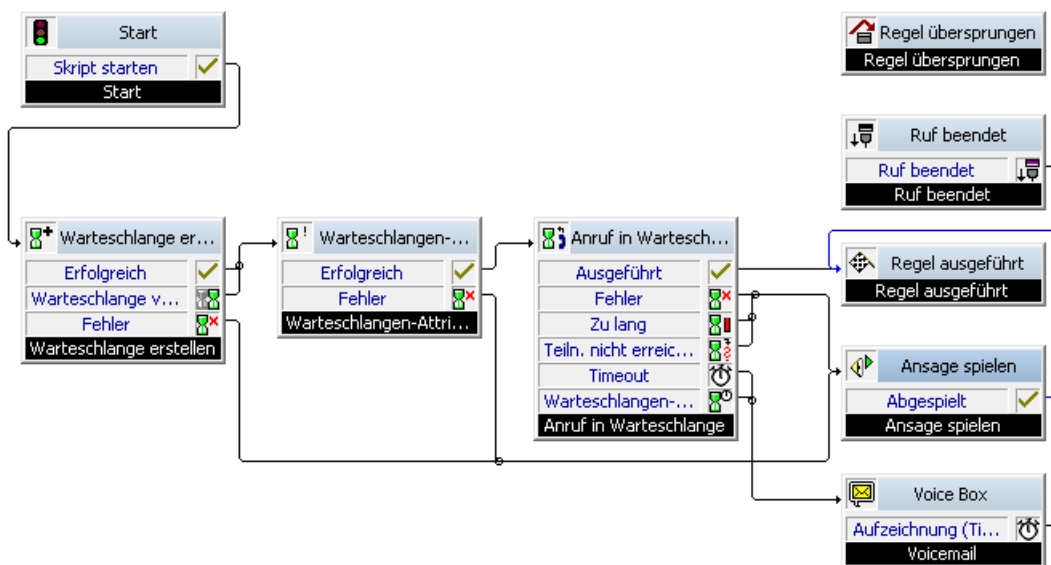 Start
Skript starten
Start
Regel übersprungen
Regel übersprungen
Ruf beendet
Ruf beendet
Ruf beendet
Warteschlange er...
Erfolgreich
Warteschlange v...
Fehler
Warteschlange erstellen
Warteschlangen-...
Erfolgreich
Fehler
Warteschlangen-Attri...
Anruf in Wartesch...
Ausgeführt
Fehler
Zu lang
Teiln. nicht erreic...
Timeout
Warteschlangen-...
Anruf in Warteschlange
Regel ausgeführt
Regel ausgeführt
Ansage spielen
Abgespielt
Ansage spielen
Voice Box
Aufzeichnung (Ti...
Voicemail